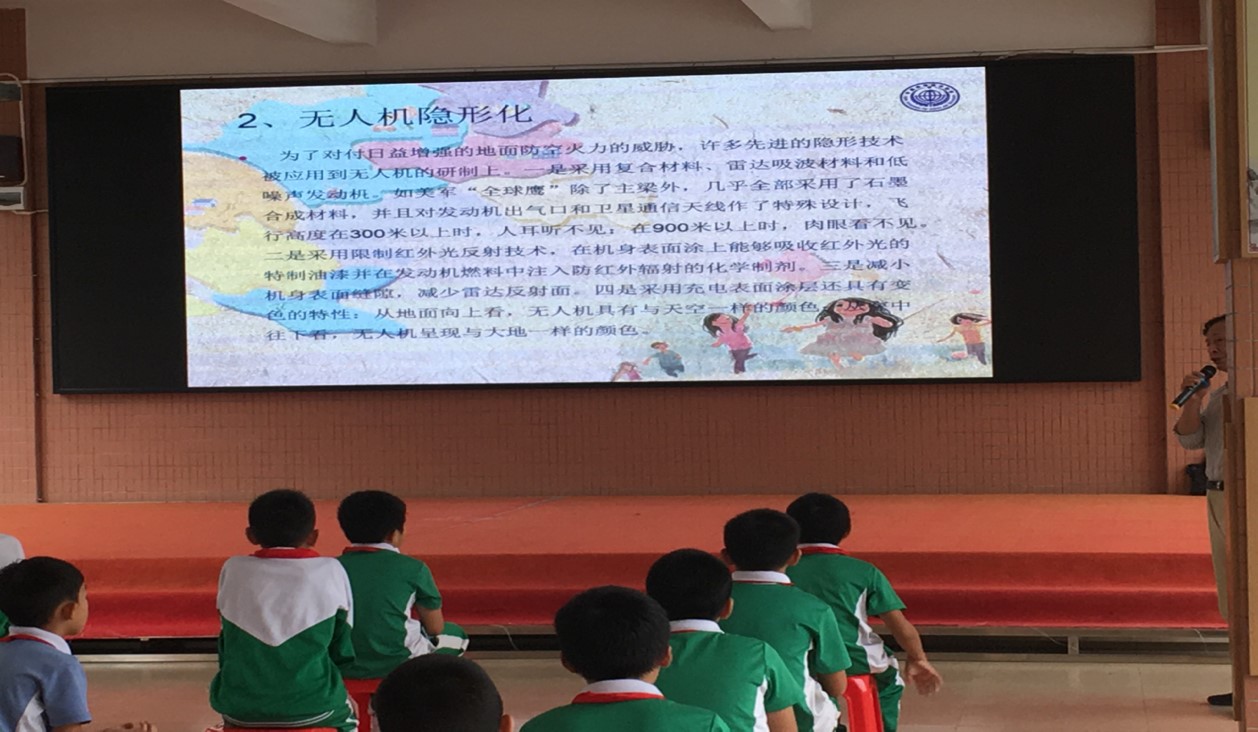 2、无人机隐形化
为了对付日益增强的地面防空火力的威胁，许多先进的隐形技术
被应用到无人机的研制上。一是采用复合材料、雷达吸波材料和低
噪声发动机。如美军“全球鹰”除了主梁外，几乎全部采用了石墨
合成材料，并且对发动机出气口和卫星通信天线作了特殊设计，飞
行高度在300米以上时，人耳听不见；在900米以上时，肉眼看不见。
二是采用限制红外光反射技术，在机身表面涂上能够吸收红外光的
特制油漆并在发动机燃料中注入防红外辐射的化学制剂。三是减小
机身表面缝隙，减少雷达反射面。四是采用充电表面涂层还具有变
色的特性：从地面向上看，无人机具有与天空一样的颜色 中
往下看，无人机呈现与大地一样的颜色。